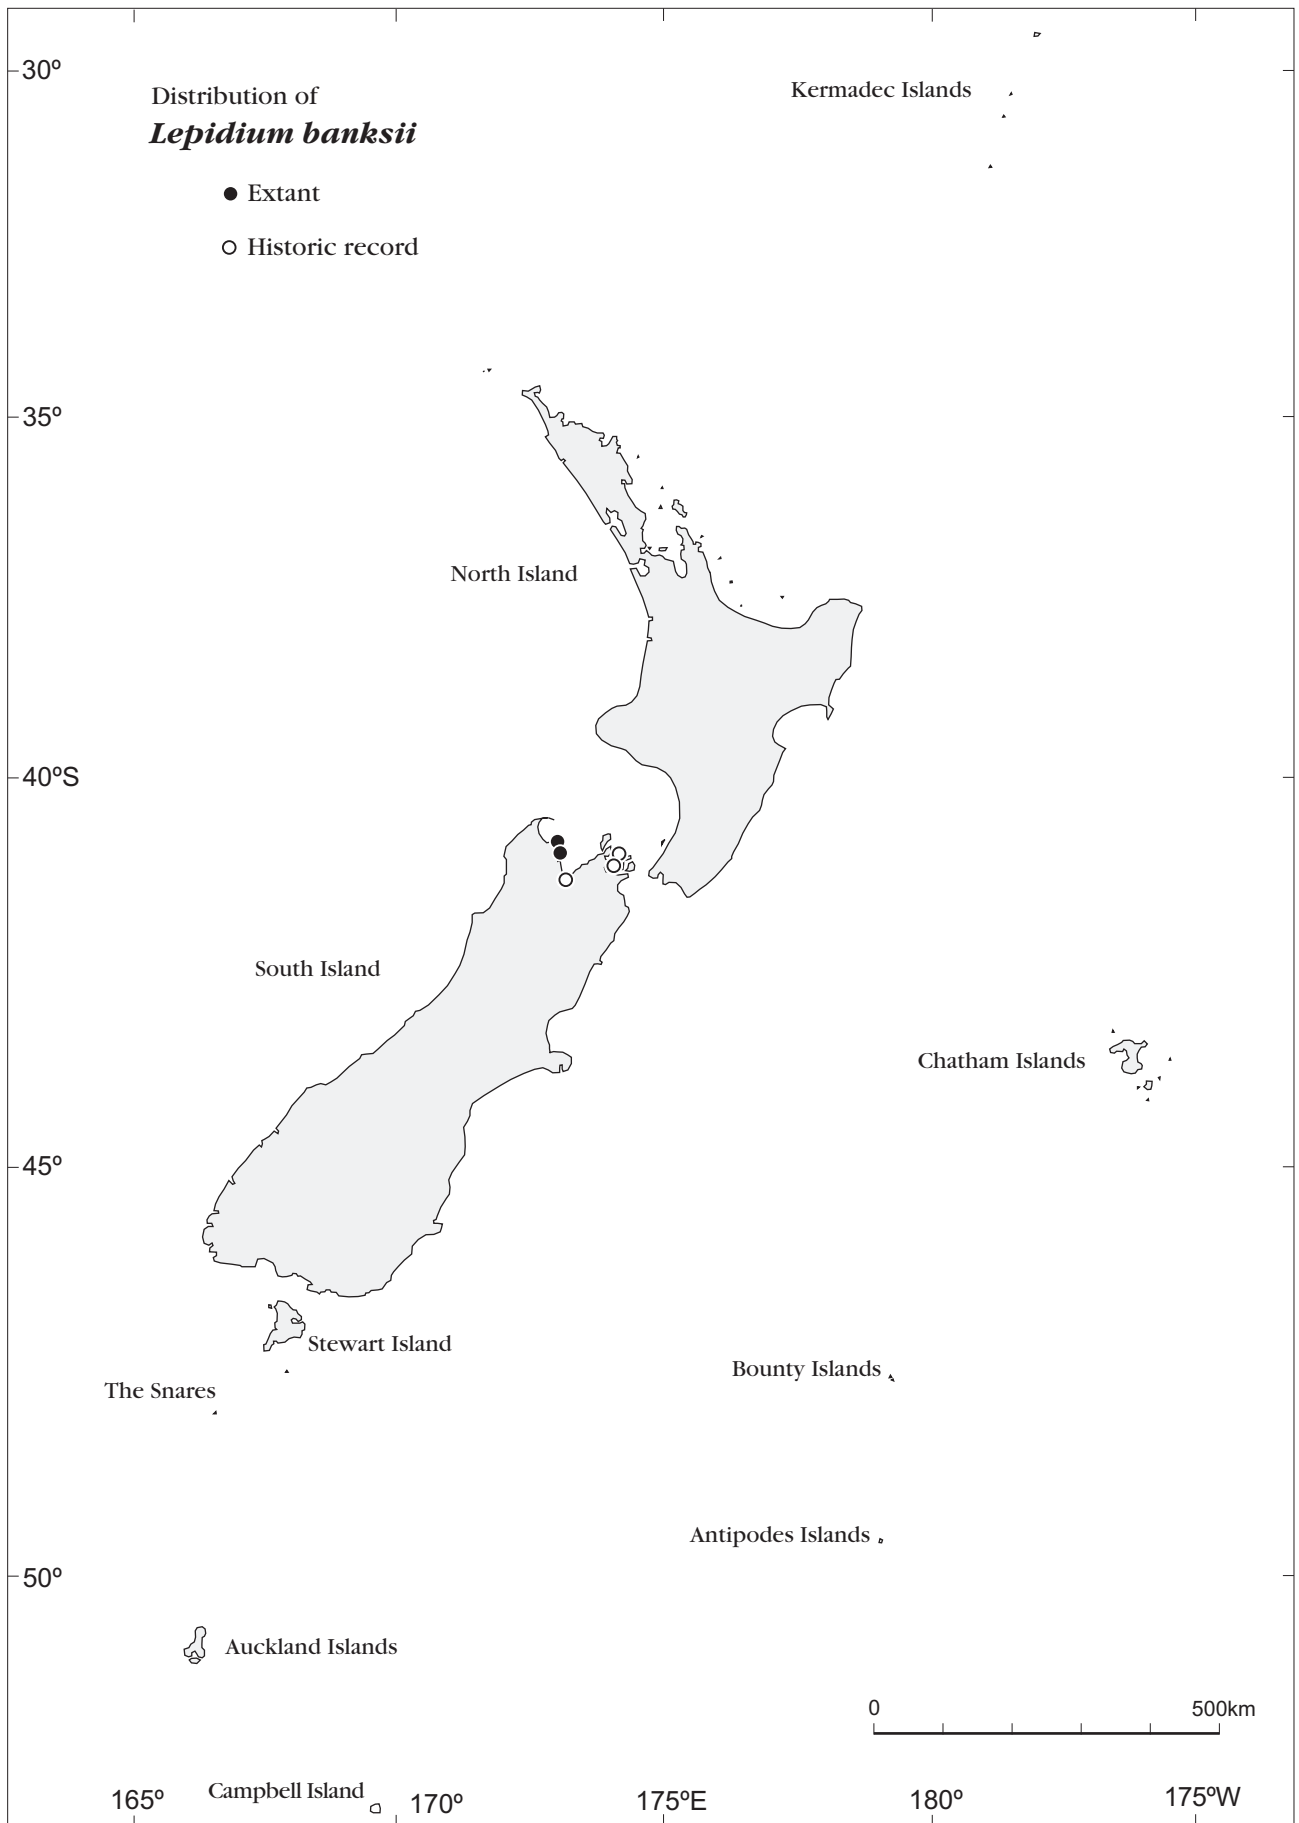 30º
Distribution of
Lepidium banksii
Extant
Historic record
Kermadec Islands
35º
North Island
40ºS
South Island
Chatham Islands
45º
Stewart Island
The Snares
Bounty Islands
Antipodes Islands
50º
Auckland Islands
0 500km
Campbell Island
165º 170º 175ºE 180º 175ºW